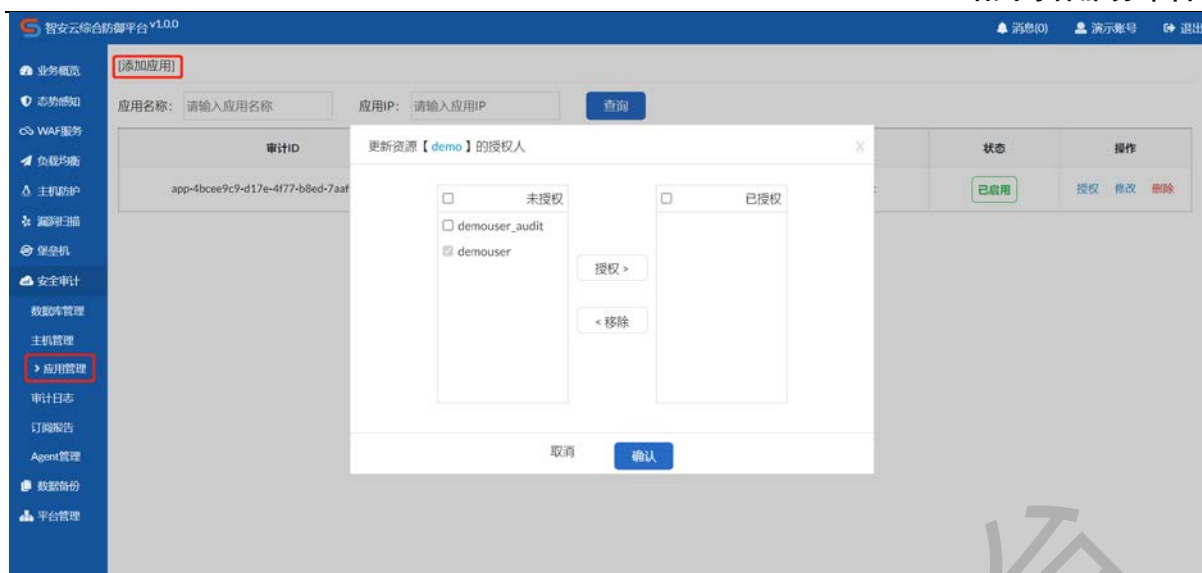 智安云综合防御平台 V1.0.0
消息(0) 演示账号 退出
业务概览
态势感知
WAF服务
负载均衡
主机防护
漏洞扫描
堡垒机
安全审计
数据库管理
主机管理
> 应用管理
审计日志
订阅报告
Agent管理
数据备份
平台管理
[添加应用]
应用名称: 请输入应用名称 应用IP: 请输入应用IP 查询
审计ID 状态 操作
app-4bcee9c9-d17e-4f77-b8ed-7aaf 已启用 授权 修改 删除
更新资源【 demo 】的授权人 X
未授权 已授权
demouser_audit
demouser
授权 >
< 移除
取消 确认